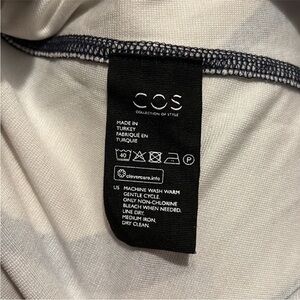 COS
COLLECTION OF STYLE
MADE IN
TURKEY
FABRIQUÉ EN
TURQUIE
40 P
clevercare.info
US MACHINE WASH WARM
GENTLE CYCLE.
ONLY NON-CHLORINE
BLEACH WHEN NEEDED.
LINE DRY.
MEDIUM IRON.
DRY CLEAN.